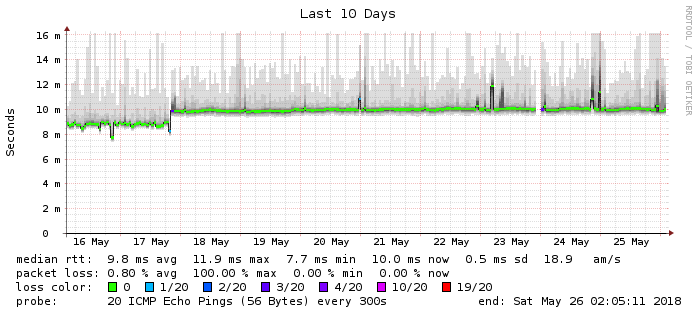 Last 10 Days
RRDTOOL / TOBI OETIKER
Seconds
16 m
14 m
12 m
10 m
8 m
6 m
4 m
2 m
0
16 May 17 May 18 May 19 May 20 May 21 May 22 May 23 May 24 May 25 May
median rtt: 9.8 ms avg 11.9 ms max 7.7 ms min 10.0 ms now 0.5 ms sd 18.9 am/s
packet loss: 0.80 % avg 100.00 % max 0.00 % min 0.00 % now
loss color: 0 1/20 2/20 3/20 4/20 10/20 19/20
probe: 20 ICMP Echo Pings (56 Bytes) every 300s end: Sat May 26 02:05:11 2018